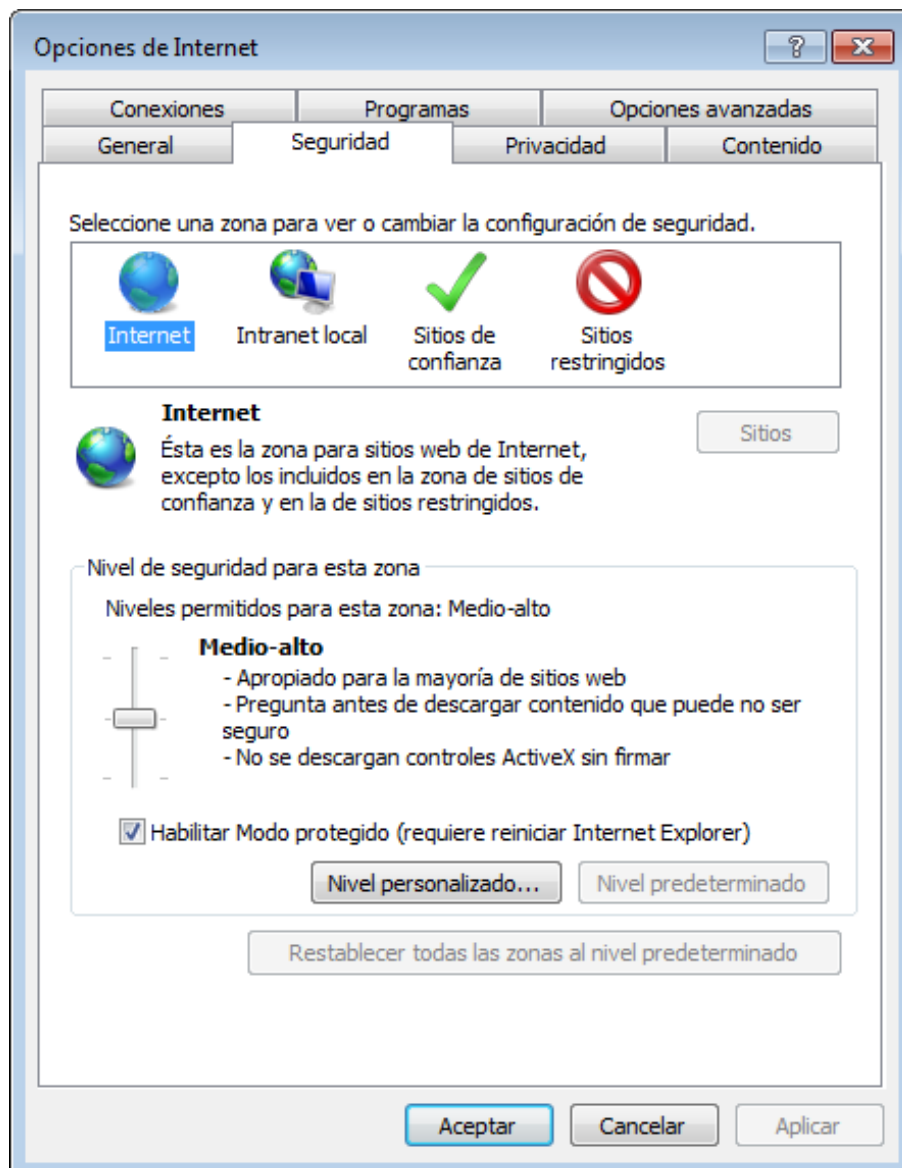 Opciones de Internet
Conexiones Programas Opciones avanzadas
General Seguridad Privacidad Contenido
Seleccione una zona para ver o cambiar la configuración de seguridad.
Internet Intranet local Sitios de confianza Sitios restringidos
Internet
Sitios
Ésta es la zona para sitios web de Internet,
excepto los incluidos en la zona de sitios de
confianza y en la de sitios restringidos.
Nivel de seguridad para esta zona
Niveles permitidos para esta zona: Medio-alto
Medio-alto
- Apropiado para la mayoría de sitios web
- Pregunta antes de descargar contenido que puede no ser
seguro
- No se descargan controles ActiveX sin firmar
Habilitar Modo protegido (requiere reiniciar Internet Explorer)
Nivel personalizado... Nivel predeterminado
Restablecer todas las zonas al nivel predeterminado
Aceptar Cancelar Aplicar